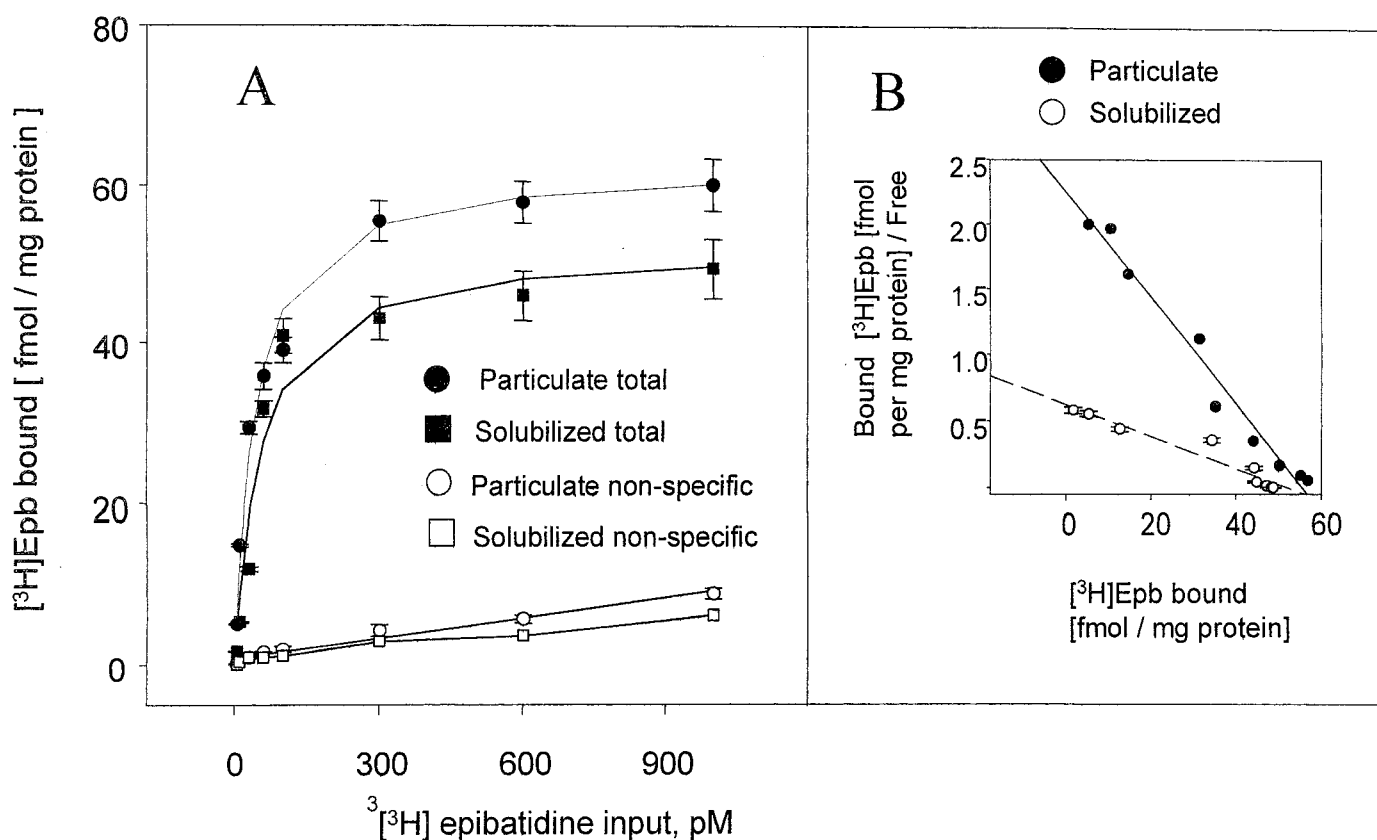 A
[³H]Epb bound [ fmol / mg protein ]
80
60
40
20
0
Particulate total
Solubilized total
Particulate non-specific
Solubilized non-specific
0 300 600 900
³[³H] epibatidine input, pM
B
Particulate
Solubilized
Bound [³H]Epb [fmol
per mg protein] / Free
2.5
2.0
1.5
1.0
0.5
0 20 40 60
[³H]Epb bound
[fmol / mg protein]